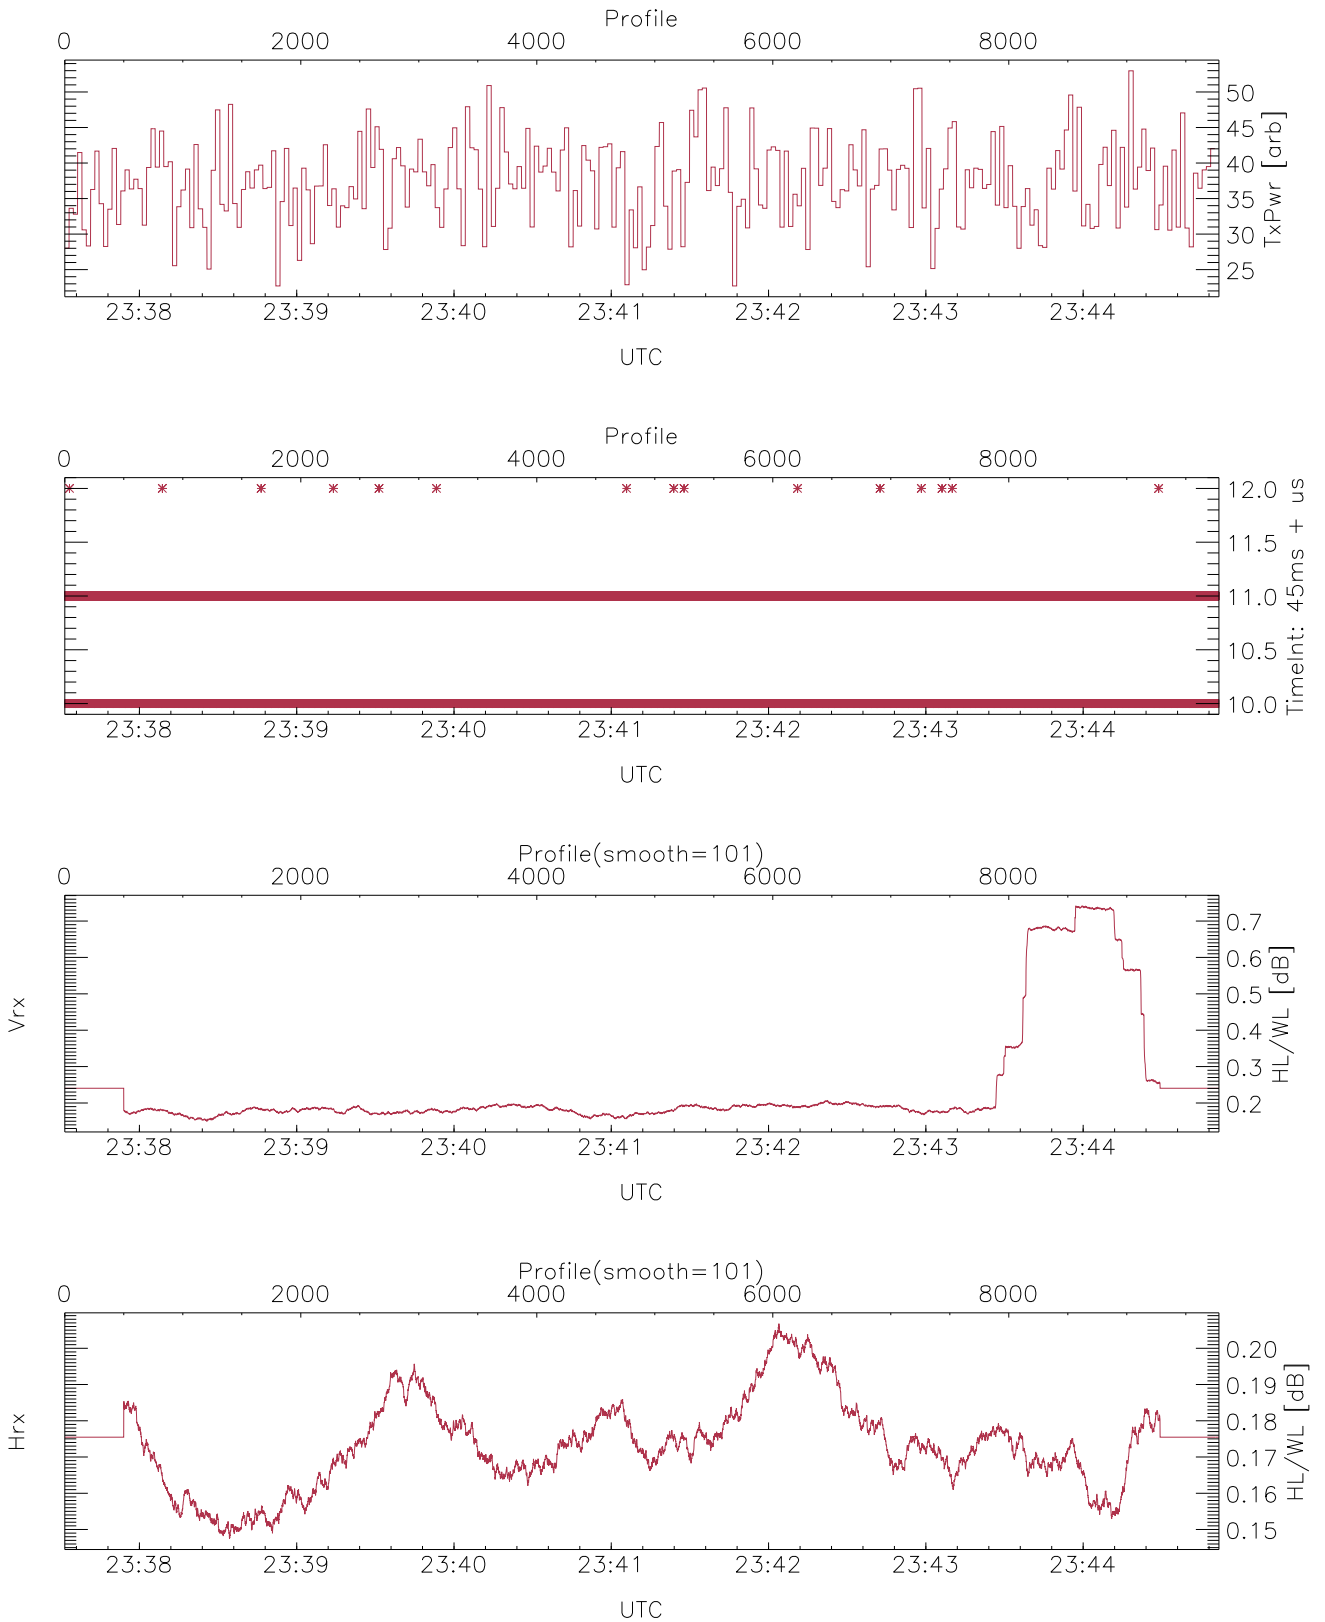 Profile
0 2000 4000 6000 8000
50
45
40
35
30
25
TxPwr [arb]
23:38 23:39 23:40 23:41 23:42 23:43 23:44
UTC
Profile
0 2000 4000 6000 8000
12.0
11.5
11.0
10.5
10.0
TimeInt: 45ms + us
23:38 23:39 23:40 23:41 23:42 23:43 23:44
UTC
Profile(smooth=101)
0 2000 4000 6000 8000
Vrx
0.7
0.6
0.5
0.4
0.3
0.2
HL/WL [dB]
23:38 23:39 23:40 23:41 23:42 23:43 23:44
UTC
Profile(smooth=101)
0 2000 4000 6000 8000
Hrx
0.20
0.19
0.18
0.17
0.16
0.15
HL/WL [dB]
23:38 23:39 23:40 23:41 23:42 23:43 23:44
UTC